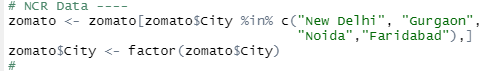 # NCR Data ----
zomato <- zomato[zomato$City %in% c("New Delhi", "Gurgaon",
"Noida","Faridabad"),]
zomato$City <- factor(zomato$City)
#